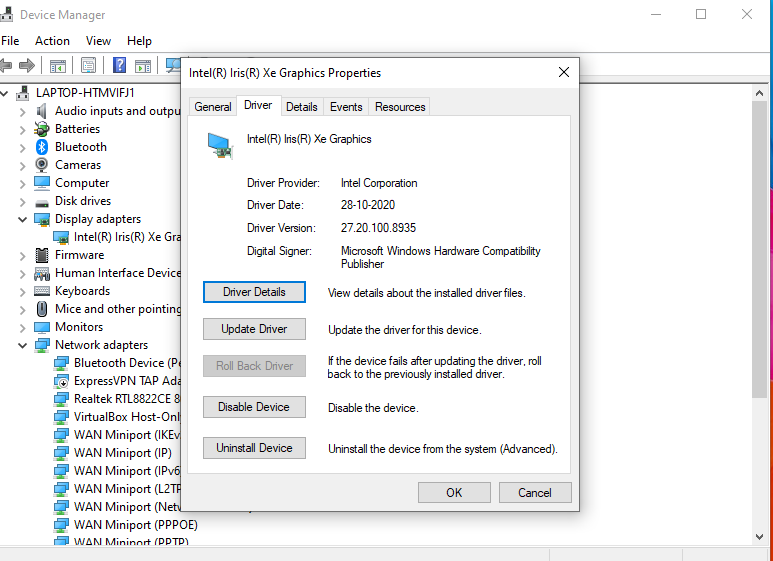 Device Manager
File Action View Help
Intel(R) Iris(R) Xe Graphics Properties
LAPTOP-HTMVIFJ1
Audio inputs and outpu
Batteries
Bluetooth
Cameras
Computer
Disk drives
Display adapters
Intel(R) Iris(R) Xe Gra
Firmware
Human Interface Device
Keyboards
Mice and other pointing
Monitors
Network adapters
Bluetooth Device (Pe
ExpressVPN TAP Ada
Realtek RTL8822CE 8
VirtualBox Host-Onl
WAN Miniport (IKEv
WAN Miniport (IP)
WAN Miniport (IPv6
WAN Miniport (L2TP
WAN Miniport (Netw
WAN Miniport (PPPOE)
WAN Miniport (PPTP)
General Driver Details Events Resources
Intel(R) Iris(R) Xe Graphics
Driver Provider: Intel Corporation
Driver Date: 28-10-2020
Driver Version: 27.20.100.8935
Digital Signer: Microsoft Windows Hardware Compatibility
Publisher
Driver Details View details about the installed driver files.
Update Driver Update the driver for this device.
Roll Back Driver If the device fails after updating the driver, roll
back to the previously installed driver.
Disable Device Disable the device.
Uninstall Device Uninstall the device from the system (Advanced).
OK Cancel